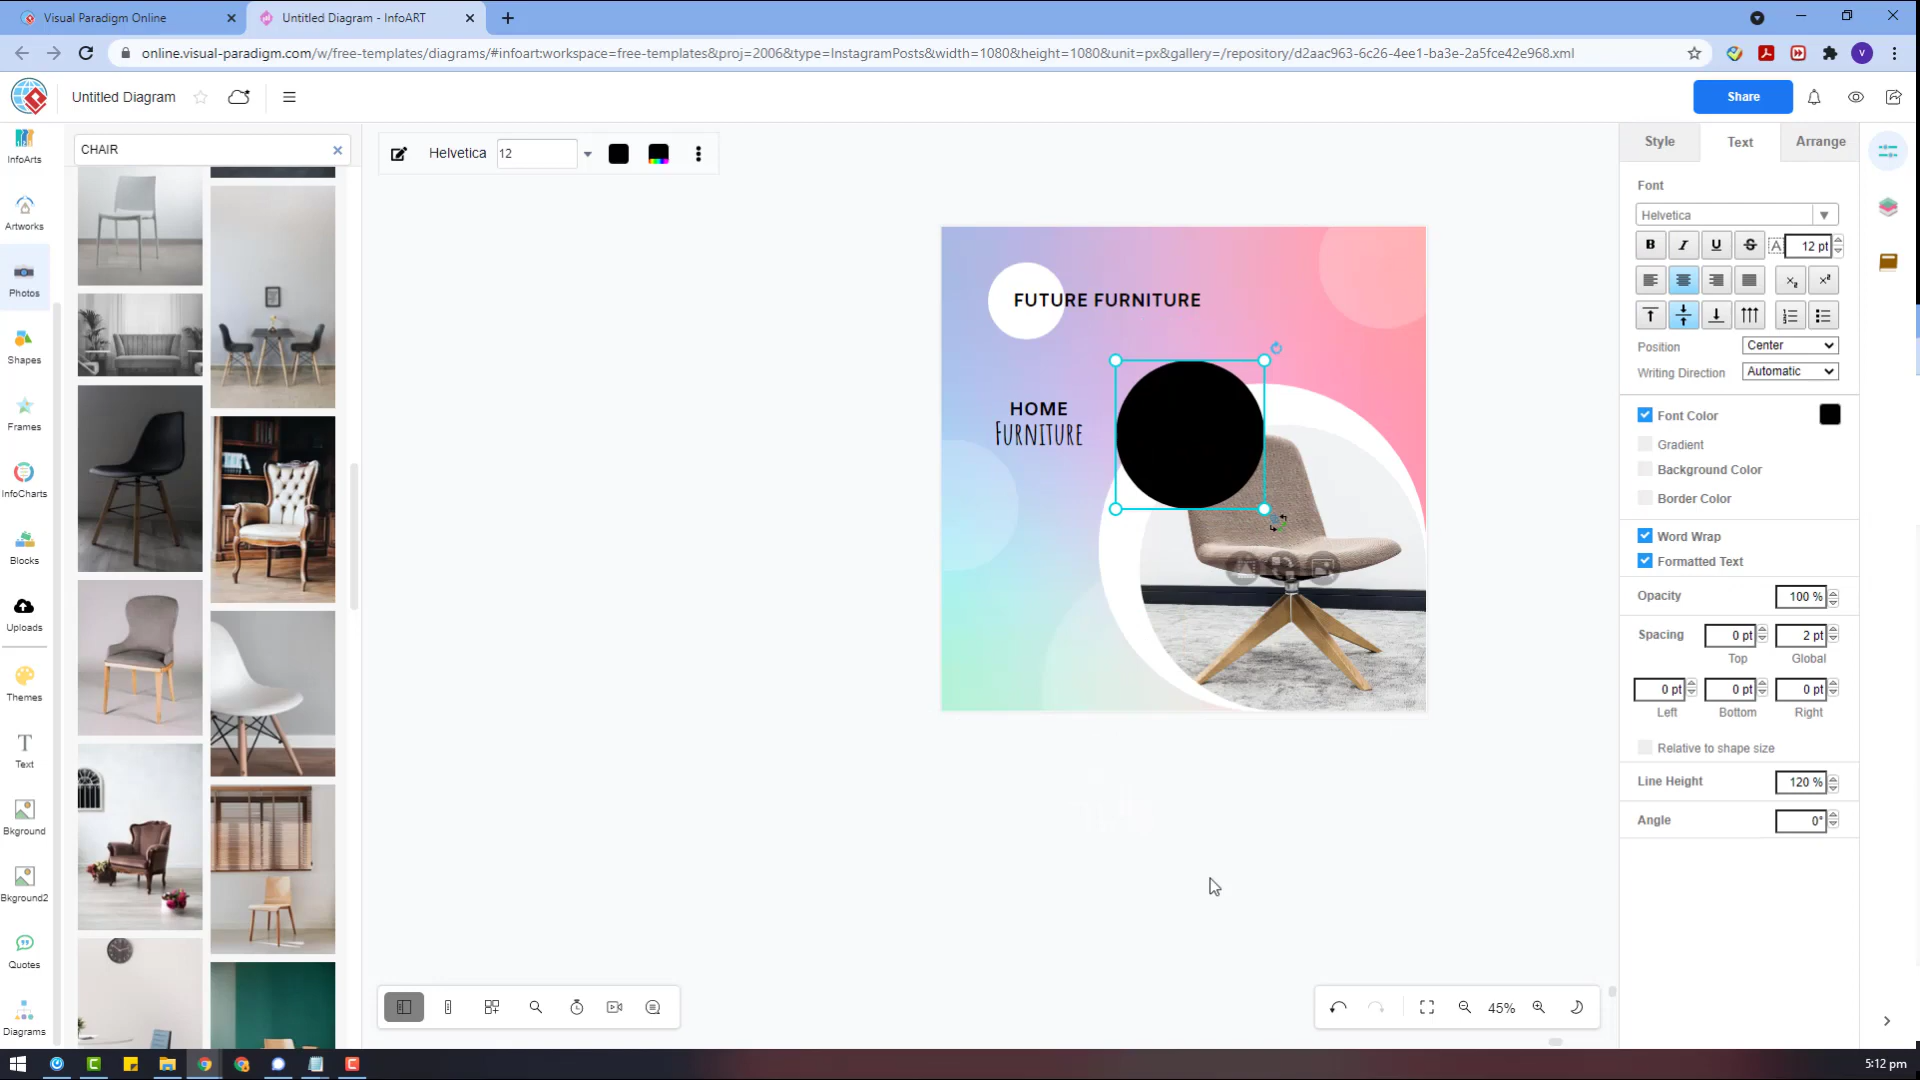 Visual Paradigm Online
Untitled Diagram - InfoART
online.visual-paradigm.com/w/free-templates/diagrams/#infoart:workspace=free-templates&proj=2006&type=InstagramPosts&width=1080&height=1080&unit=px&gallery=/repository/d2aac963-6c26-4ee1-ba3e-2a5fce42e968.xml
V
Untitled Diagram
Share
InfoArts
Artworks
Photos
Shapes
Frames
InfoCharts
Blocks
Uploads
Themes
Text
Bkground
Bkground2
Quotes
Diagrams
CHAIR
Helvetica
12
FUTURE FURNITURE
HOME
FURNITURE
45%
Style
Text
Arrange
Font
Helvetica
B I U S A 12 pt
Position
Center
Writing Direction
Automatic
Font Color
Gradient
Background Color
Border Color
Word Wrap
Formatted Text
Opacity
100 %
Spacing
0 pt
2 pt
Top
Global
0 pt
0 pt
0 pt
Left
Bottom
Right
Relative to shape size
Line Height
120 %
Angle
0°
5:12 pm